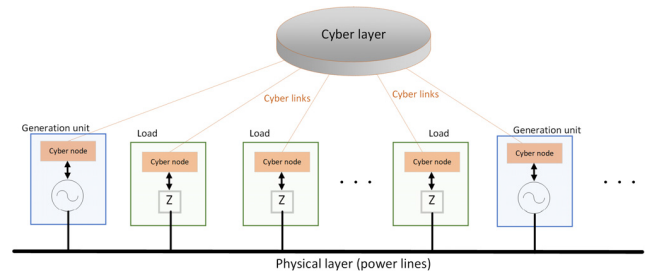 Cyber layer
Cyber links
Cyber links
Generation unit
Load
Load
Load
Generation unit
Cyber node
Cyber node
Cyber node
Cyber node
Cyber node
Z
Z
Z
Physical layer (power lines)